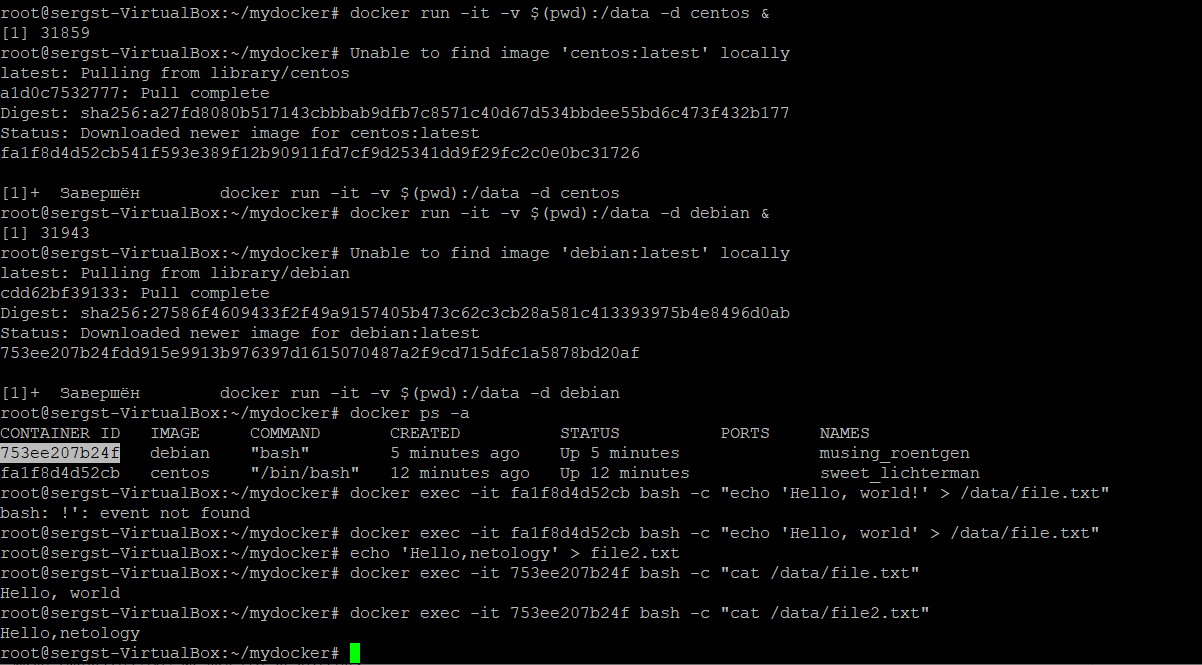 root@sergst-VirtualBox:~/mydocker# docker run -it -v $(pwd):/data -d centos &
[1] 31859
root@sergst-VirtualBox:~/mydocker# Unable to find image 'centos:latest' locally
latest: Pulling from library/centos
a1d0c7532777: Pull complete
Digest: sha256:a27fd8080b517143cbbbab9dfb7c8571c40d67d534bbdee55bd6c473f432b177
Status: Downloaded newer image for centos:latest
fa1f8d4d52cb541f593e389f12b90911fd7cf9d25341dd9f29fc2c0e0bc31726
[1]+  Завершён        docker run -it -v $(pwd):/data -d centos
root@sergst-VirtualBox:~/mydocker# docker run -it -v $(pwd):/data -d debian &
[1] 31943
root@sergst-VirtualBox:~/mydocker# Unable to find image 'debian:latest' locally
latest: Pulling from library/debian
cdd62bf39133: Pull complete
Digest: sha256:27586f4609433f2f49a9157405b473c62c3cb28a581c413393975b4e8496d0ab
Status: Downloaded newer image for debian:latest
753ee207b24fdd915e9913b976397d1615070487a2f9cd715dfc1a5878bd20af
[1]+  Завершён        docker run -it -v $(pwd):/data -d debian
root@sergst-VirtualBox:~/mydocker# docker ps -a
CONTAINER ID   IMAGE     COMMAND       CREATED          STATUS          PORTS     NAMES
753ee207b24f   debian    "bash"        5 minutes ago    Up 5 minutes              musing_roentgen
fa1f8d4d52cb   centos    "/bin/bash"   12 minutes ago   Up 12 minutes             sweet_lichterman
root@sergst-VirtualBox:~/mydocker# docker exec -it fa1f8d4d52cb bash -c "echo 'Hello, world!' > /data/file.txt"
bash: !': event not found
root@sergst-VirtualBox:~/mydocker# docker exec -it fa1f8d4d52cb bash -c "echo 'Hello, world' > /data/file.txt"
root@sergst-VirtualBox:~/mydocker# echo 'Hello,netology' > file2.txt
root@sergst-VirtualBox:~/mydocker# docker exec -it 753ee207b24f bash -c "cat /data/file.txt"
Hello, world
root@sergst-VirtualBox:~/mydocker# docker exec -it 753ee207b24f bash -c "cat /data/file2.txt"
Hello,netology
root@sergst-VirtualBox:~/mydocker#